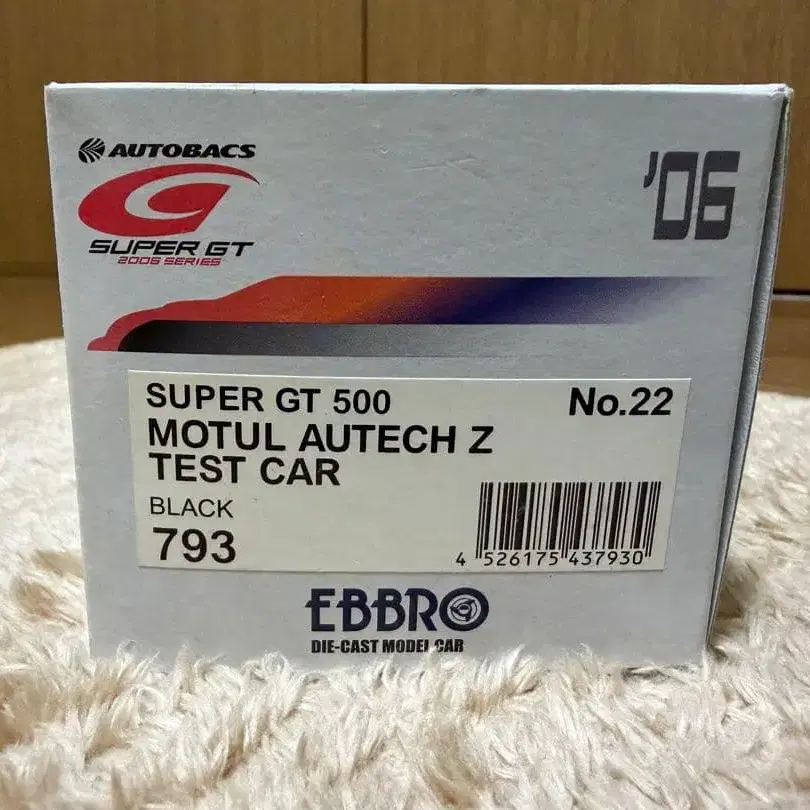 AUTOBACS
'06
SUPER GT
2006 SERIES
SUPER GT 500
No.22
MOTUL AUTECH Z
TEST CAR
BLACK
793
4 526175 437930
EBBRO
DIE-CAST MODEL CAR